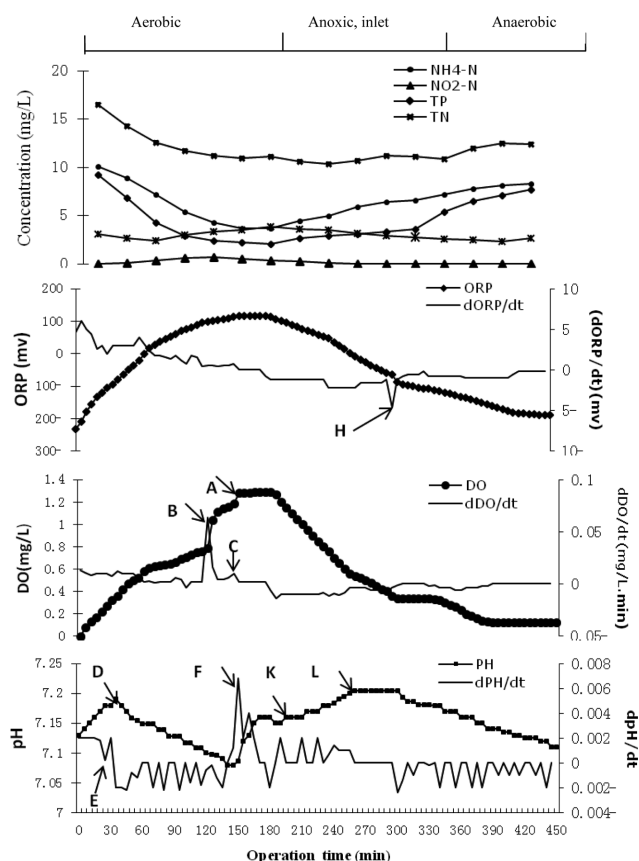 Aerobic Anoxic, inlet Anaerobic
Concentration (mg/L)
20
15
10
5
0
NH4-N
NO2-N
TP
TN
ORP (mv)
200
100
0
100-
200-
300-
ORP
dORP/dt
H
10
5
0
5-
10-
(dORP/dt) (mv)
DO(mg/L)
1.4
1.2
1
0.8
0.6
0.4
0.2
0
A
B
C
DO
dDO/dt
0.1
0.05
0
0.05-
dDO/dt (mg/L.min)
pH
7.25
7.2
7.15
7.1
7.05
7
D
E
F
K
L
PH
dPH/dt
0.008
0.006
0.004
0.002
0
0.002-
0.004-
dpH/dt
0 30 60 90 120 150 180 210 240 270 300 330 360 390 420 450
Operation time (min)